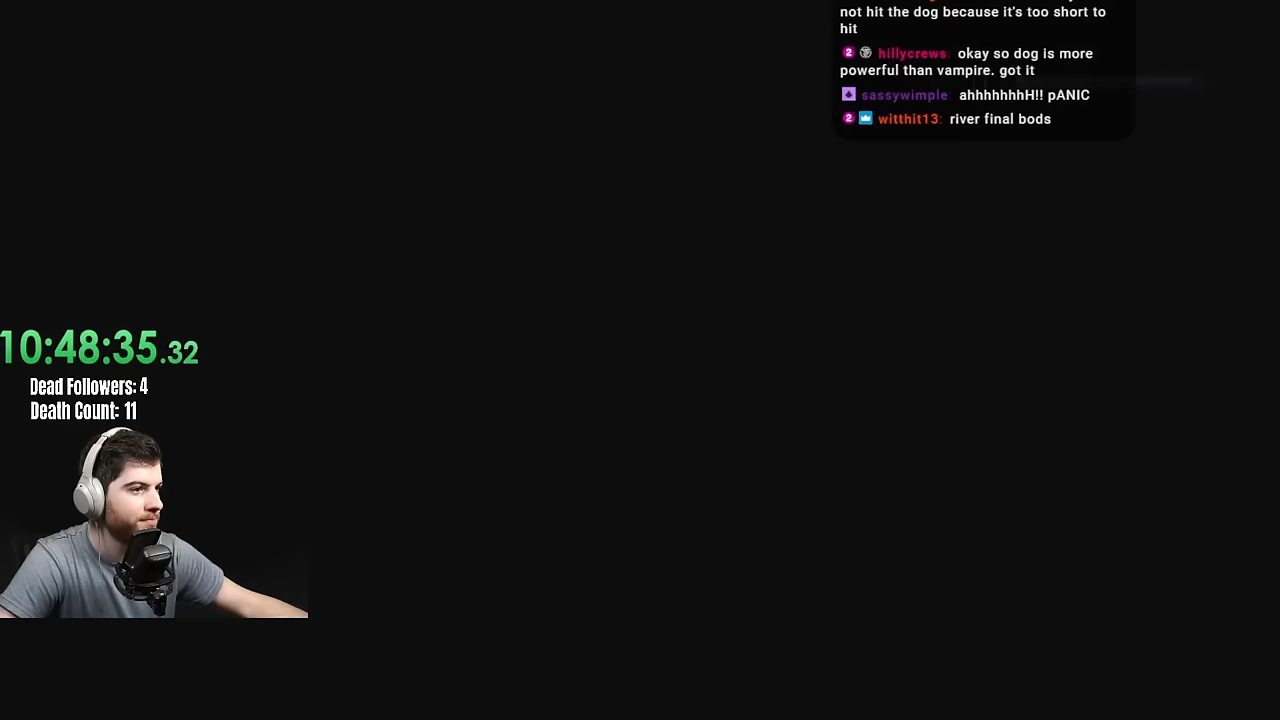 not hit the dog because it's too short to
hit
hillycrews: okay so dog is more
powerful than vampire. got it
sassywimple: ahhhhhhhH!! pANIC
witthit13: river final bods
10:48:35.32
Dead Followers: 4
Death Count: 11